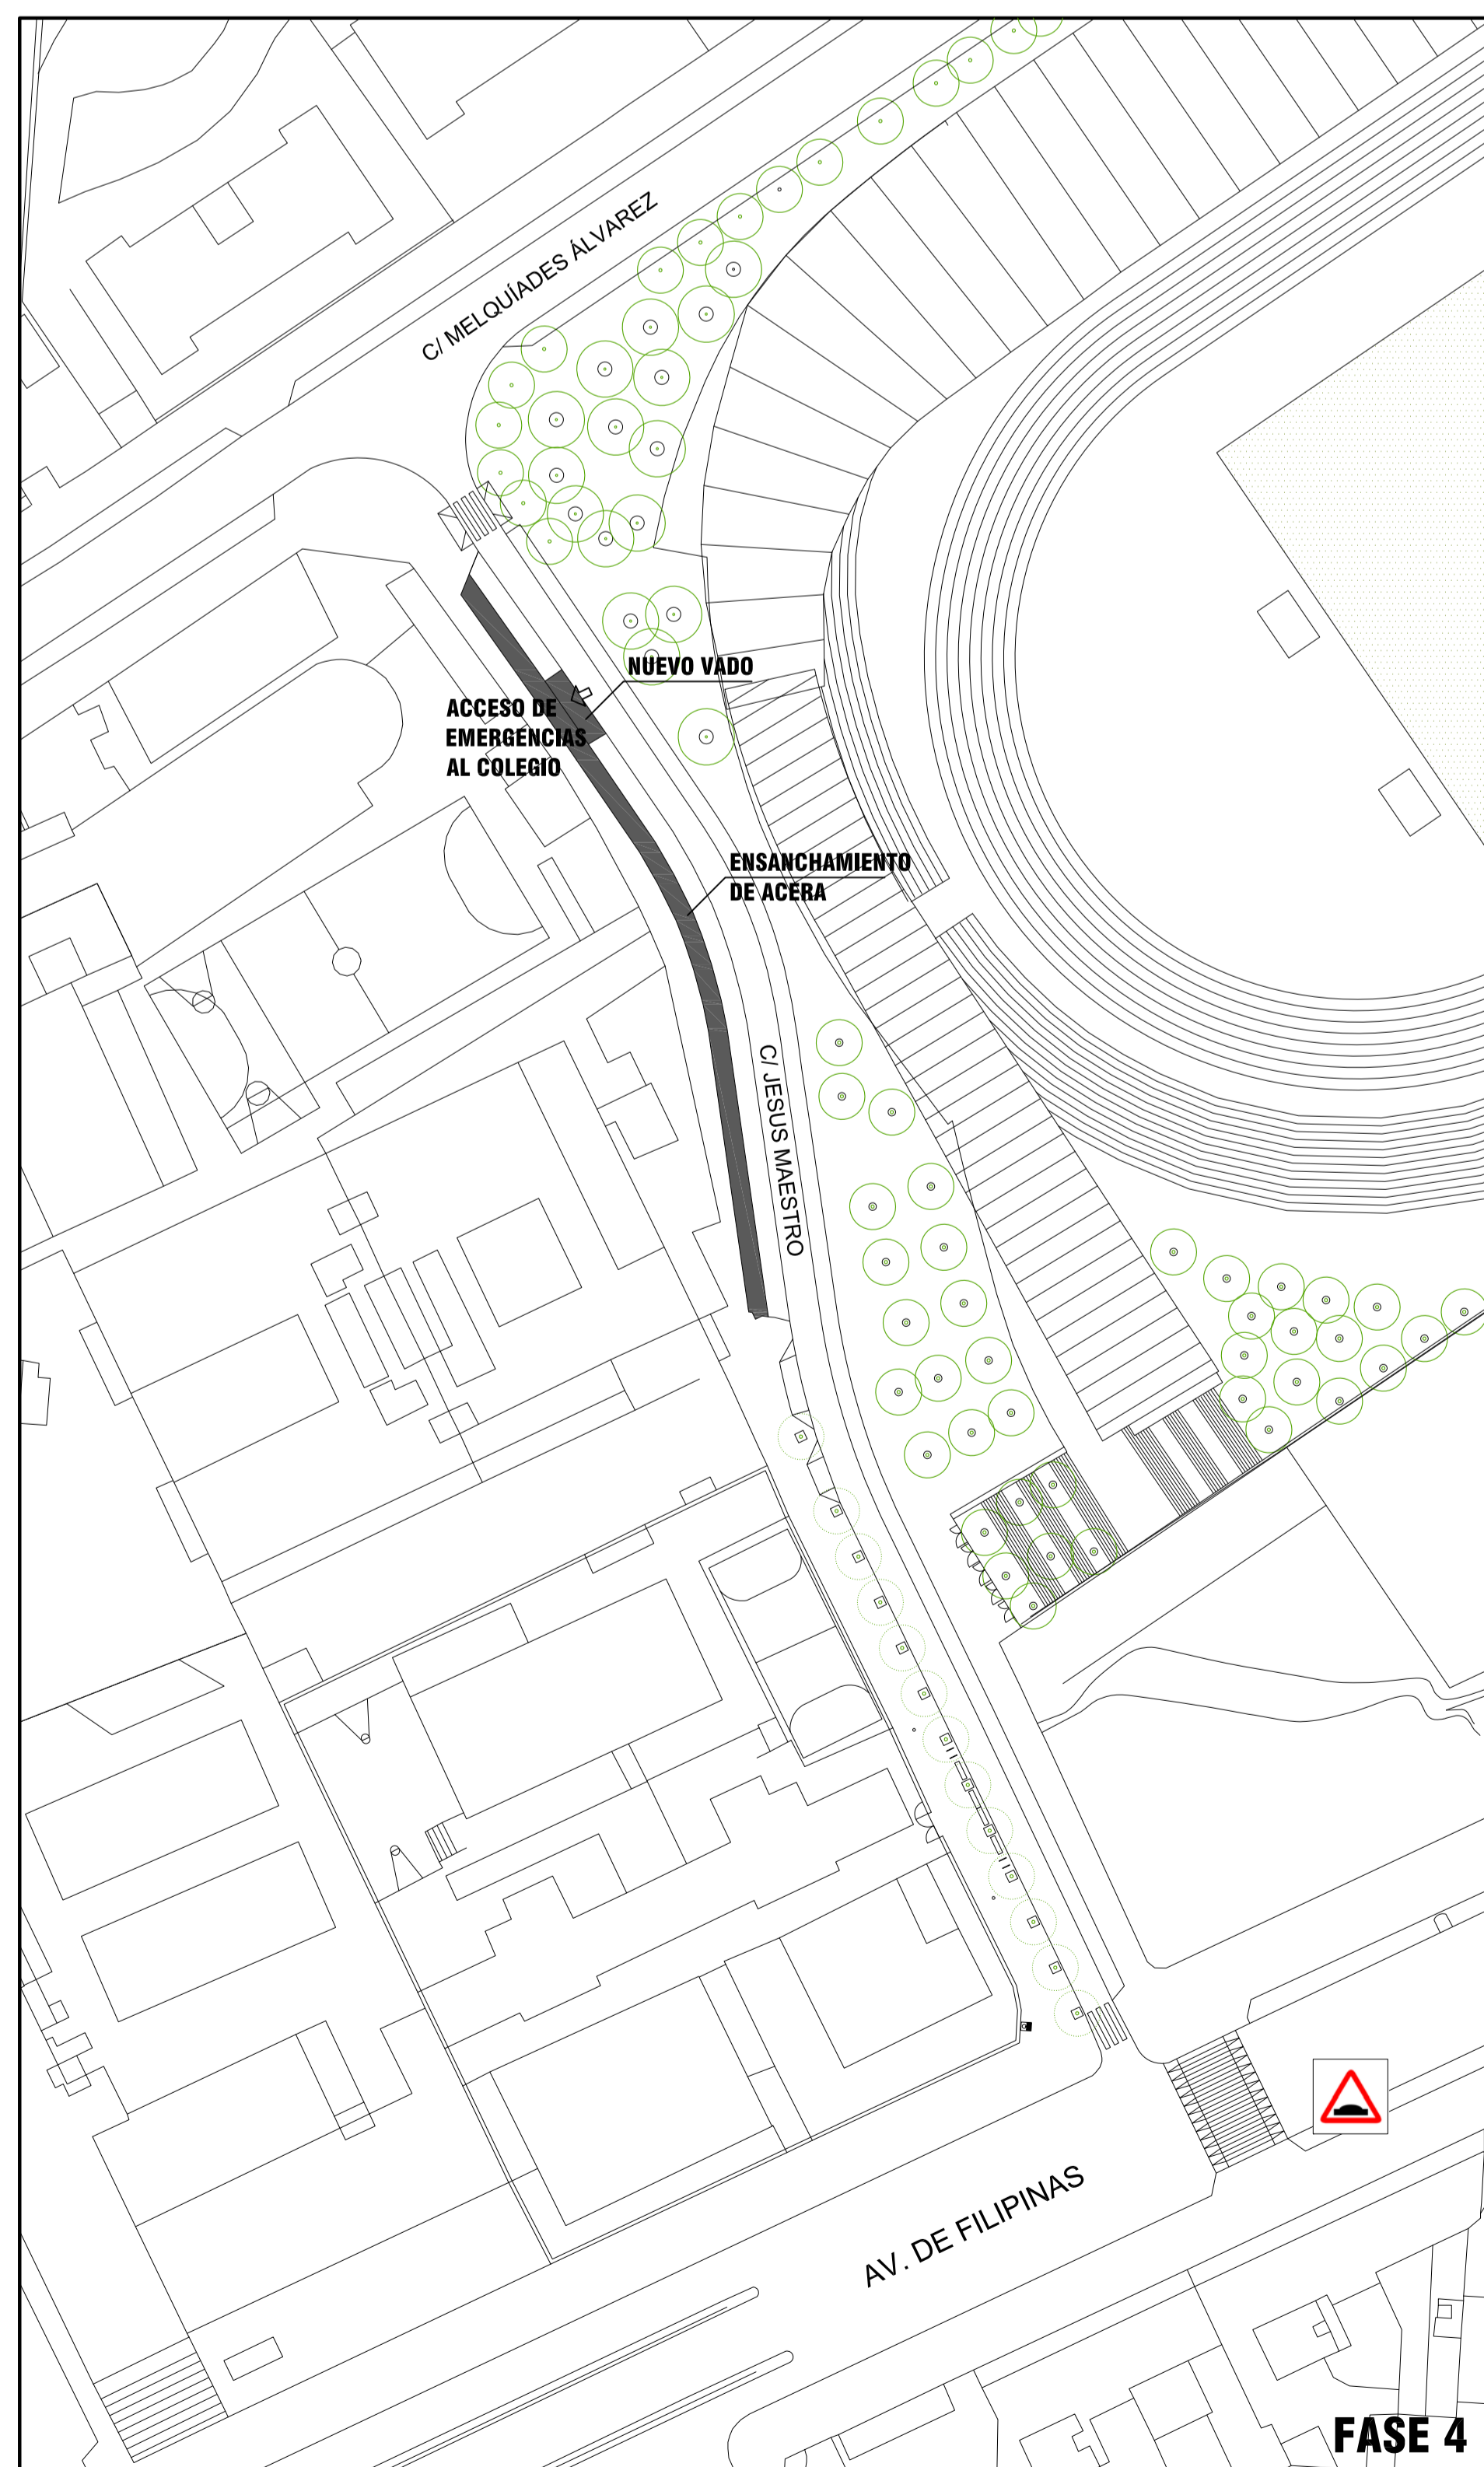 C/ MELQUÍADES ÁLVAREZ
NUEVO VADO
ACCESO DE
EMERGENCIAS
AL COLEGIO
ENSANCHAMIENTO
DE ACERA
C/ JESUS MAESTRO
AV. DE FILIPINAS
FASE 4